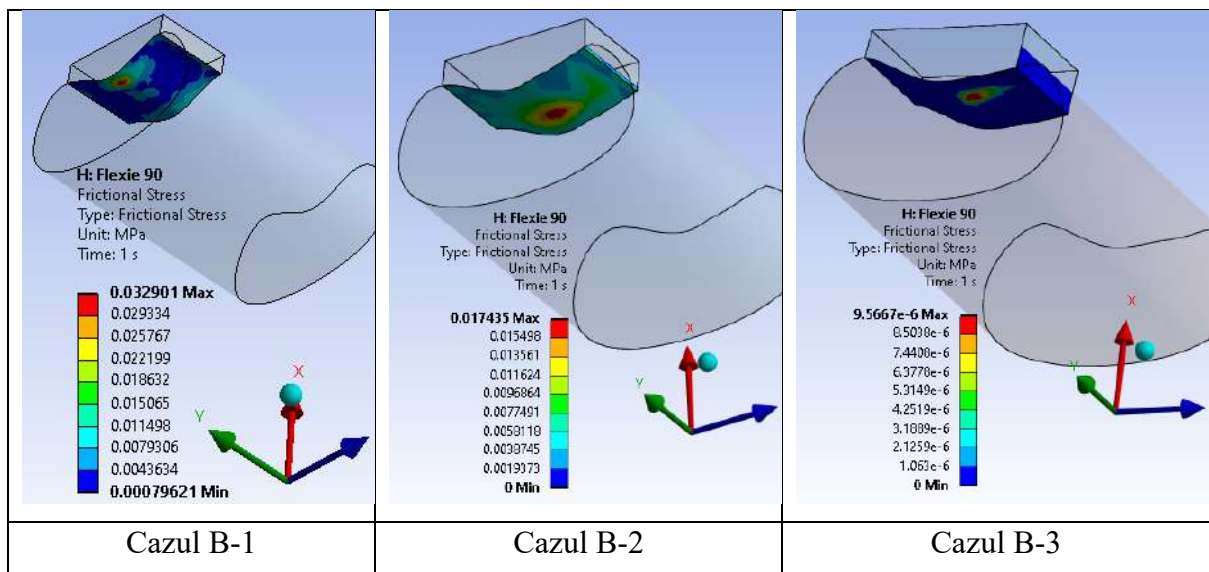 H: Flexie 90
Frictional Stress
Type: Frictional Stress
Unit: MPa
Time: 1 s
0.032901 Max
0.029334
0.025767
0.022199
0.018632
0.015065
0.011498
0.0079306
0.0043634
0.00079621 Min
X
Y
H: Flexie 90
Frictional Stress
Type: Frictional Stress
Unit: MPa
Time: 1 s
0.017435 Max
0.015498
0.013561
0.011624
0.0096864
0.0077491
0.0058118
0.0038745
0.0019373
0 Min
X
Y
H: Flexie 90
Frictional Stress
Type: Frictional Stress
Unit: MPa
Time: 1 s
9.5667e-6 Max
8.5038e-6
7.4408e-6
6.3778e-6
5.3149e-6
4.2519e-6
3.1889e-6
2.1259e-6
1.063e-6
0 Min
X
Y
Cazul B-1
Cazul B-2
Cazul B-3